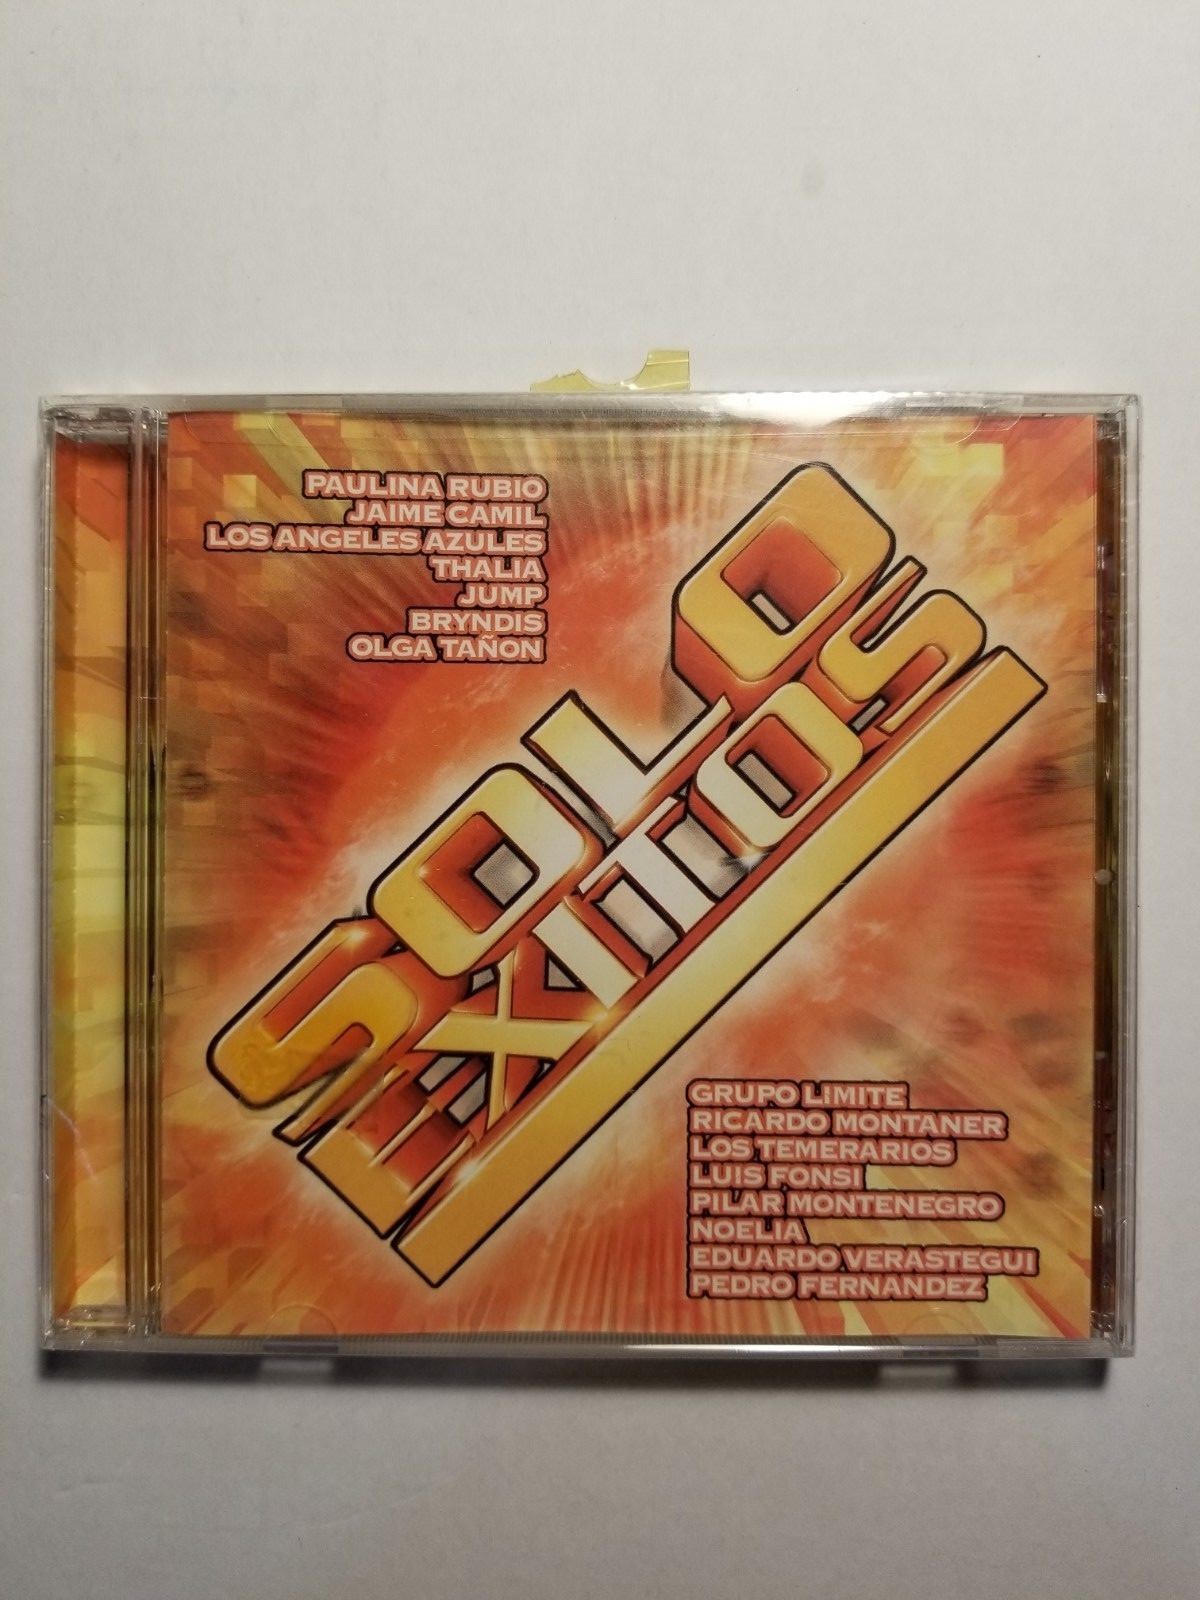 PAULINA RUBIO
JAIME CAMIL
LOS ANGELES AZULES
THALIA
JUMP
BRYNDIS
OLGA TAÑON
SOLO
EXITOS
GRUPO LIMITE
RICARDO MONTANER
LOS TEMERARIOS
LUIS FONSI
PILAR MONTENEGRO
NOELIA
EDUARDO VERASTEGUI
PEDRO FERNANDEZ